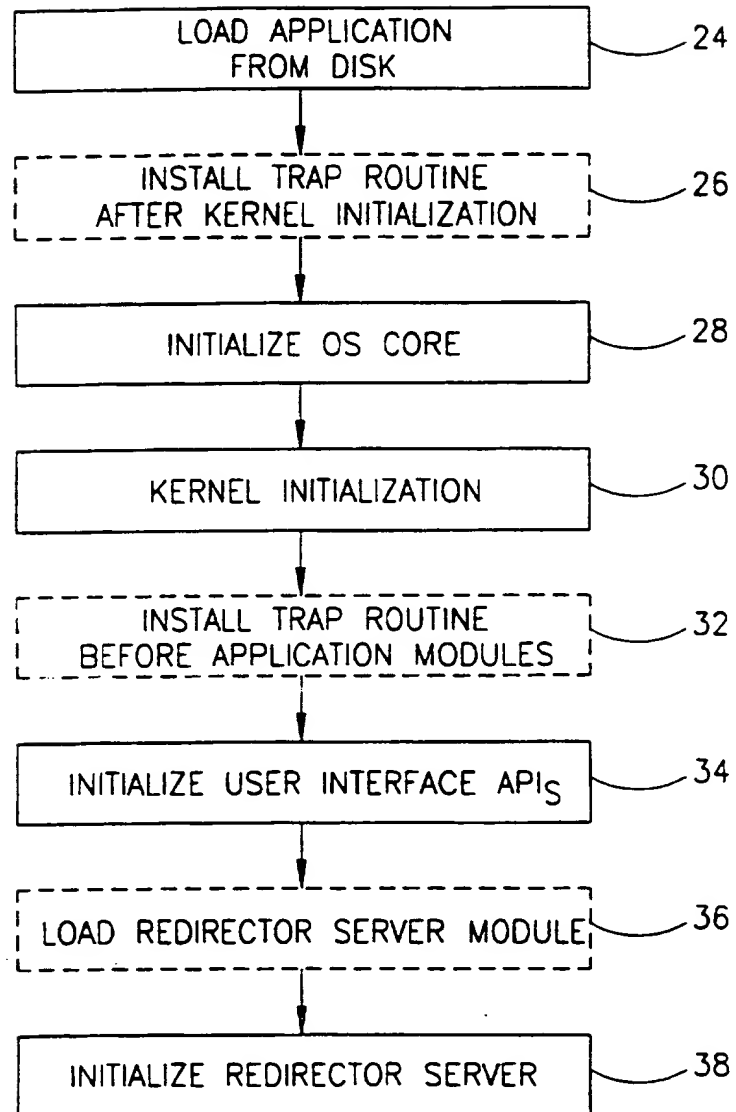 LOAD APPLICATION
FROM DISK
24
INSTALL TRAP ROUTINE
AFTER KERNEL INITIALIZATION
26
INITIALIZE OS CORE
28
KERNEL INITIALIZATION
30
INSTALL TRAP ROUTINE
BEFORE APPLICATION MODULES
32
INITIALIZE USER INTERFACE APIS
34
LOAD REDIRECTOR SERVER MODULE
36
INITIALIZE REDIRECTOR SERVER
38